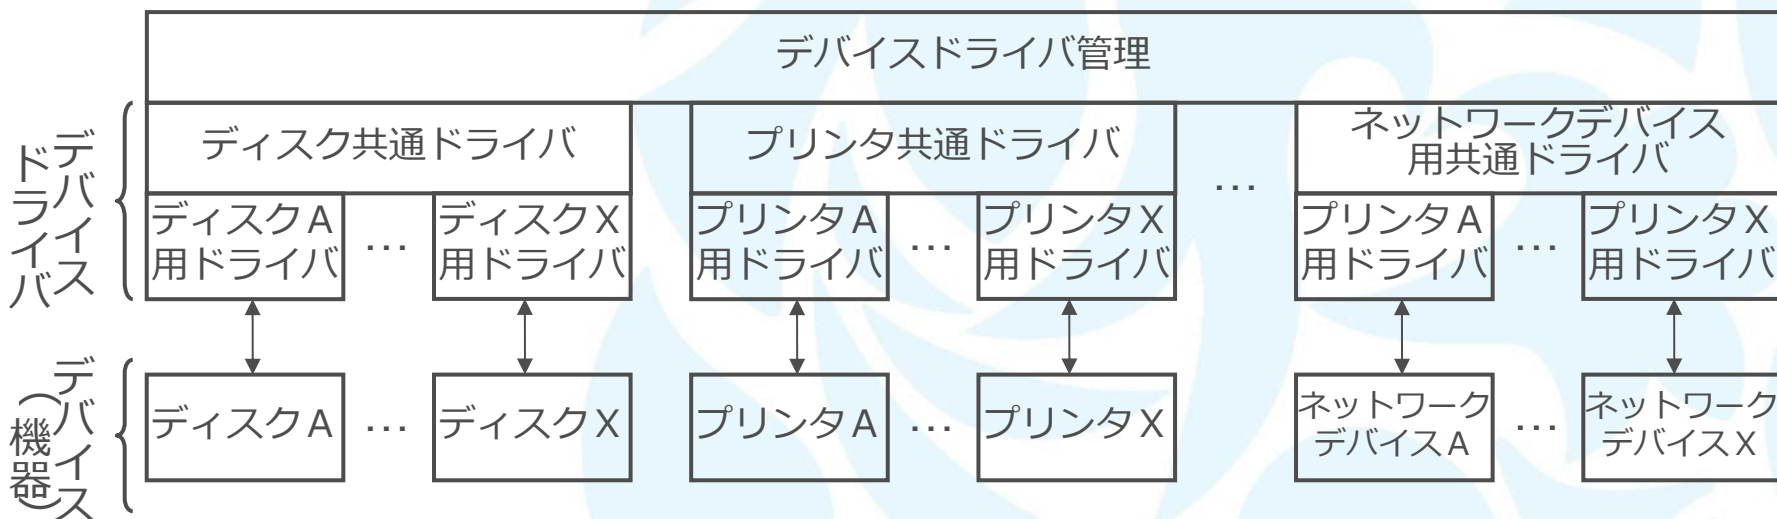 デバイスドライバ管理
デバイス
ドライバ
ディスク共通ドライバ
プリンタ共通ドライバ
…
ネットワークデバイス
用共通ドライバ
ディスクA
用ドライバ
…
ディスクX
用ドライバ
プリンタA
用ドライバ
…
プリンタX
用ドライバ
プリンタA
用ドライバ
…
プリンタX
用ドライバ
デバイス
(機器)
ディスクA
…
ディスクX
プリンタA
…
プリンタX
ネットワーク
デバイスA
…
ネットワーク
デバイスX